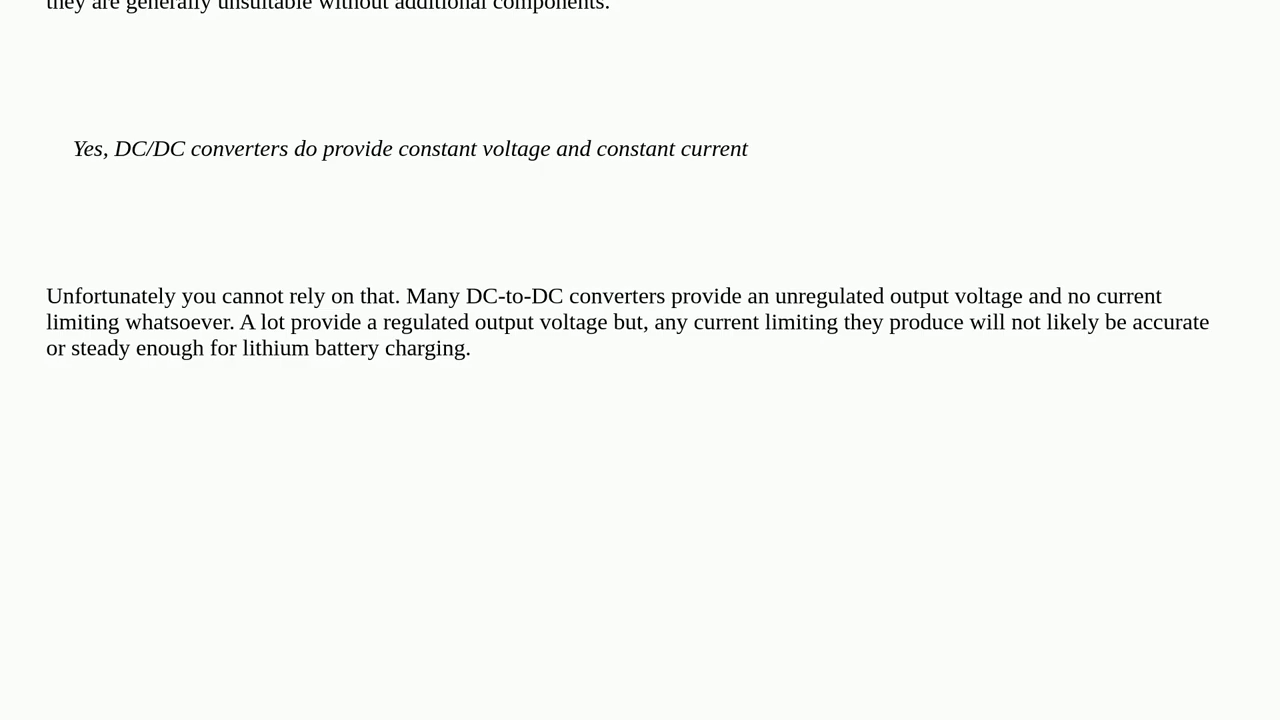 they are generally unsuitable without additional components.
Yes, DC/DC converters do provide constant voltage and constant current
Unfortunately you cannot rely on that. Many DC-to-DC converters provide an unregulated output voltage and no current
limiting whatsoever. A lot provide a regulated output voltage but, any current limiting they produce will not likely be accurate
or steady enough for lithium battery charging.